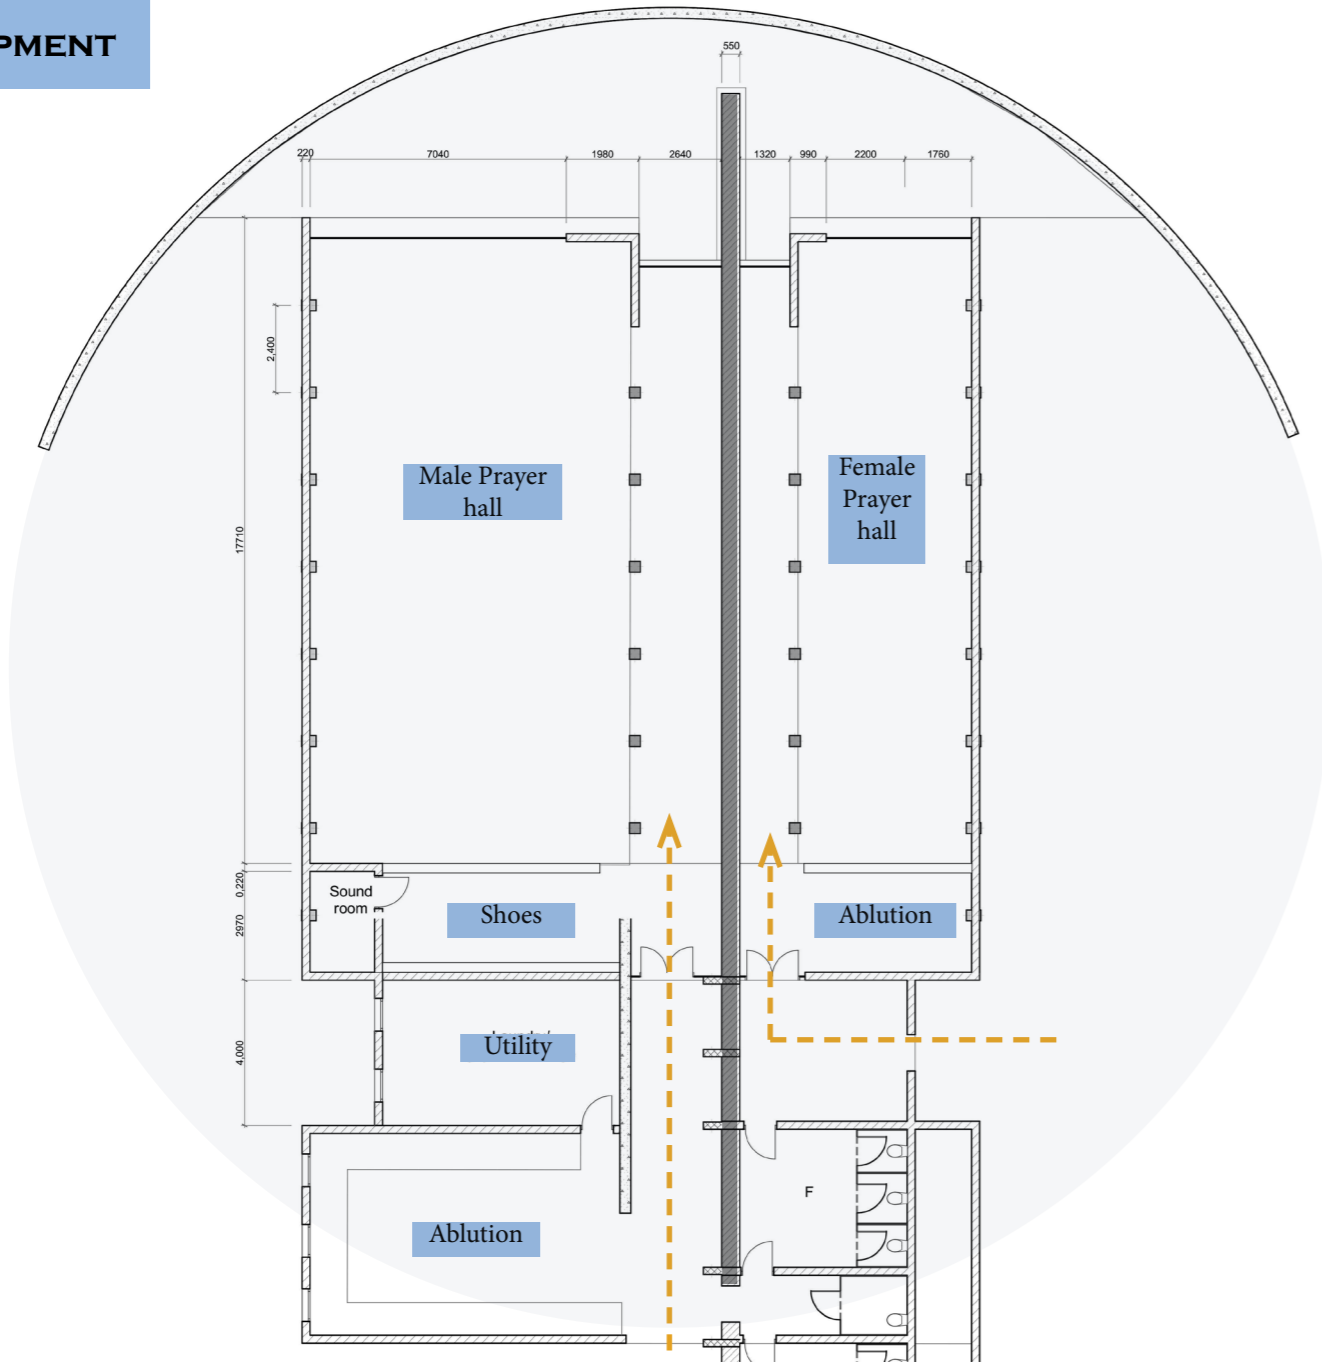 PMENT
550
220
7040
1980
2640
1320
990
2200
1760
2,400
17710
Male Prayer
hall
Female
Prayer
hall
0,220
2970
4,000
Sound
room
Shoes
Ablution
Utility
F
Ablution